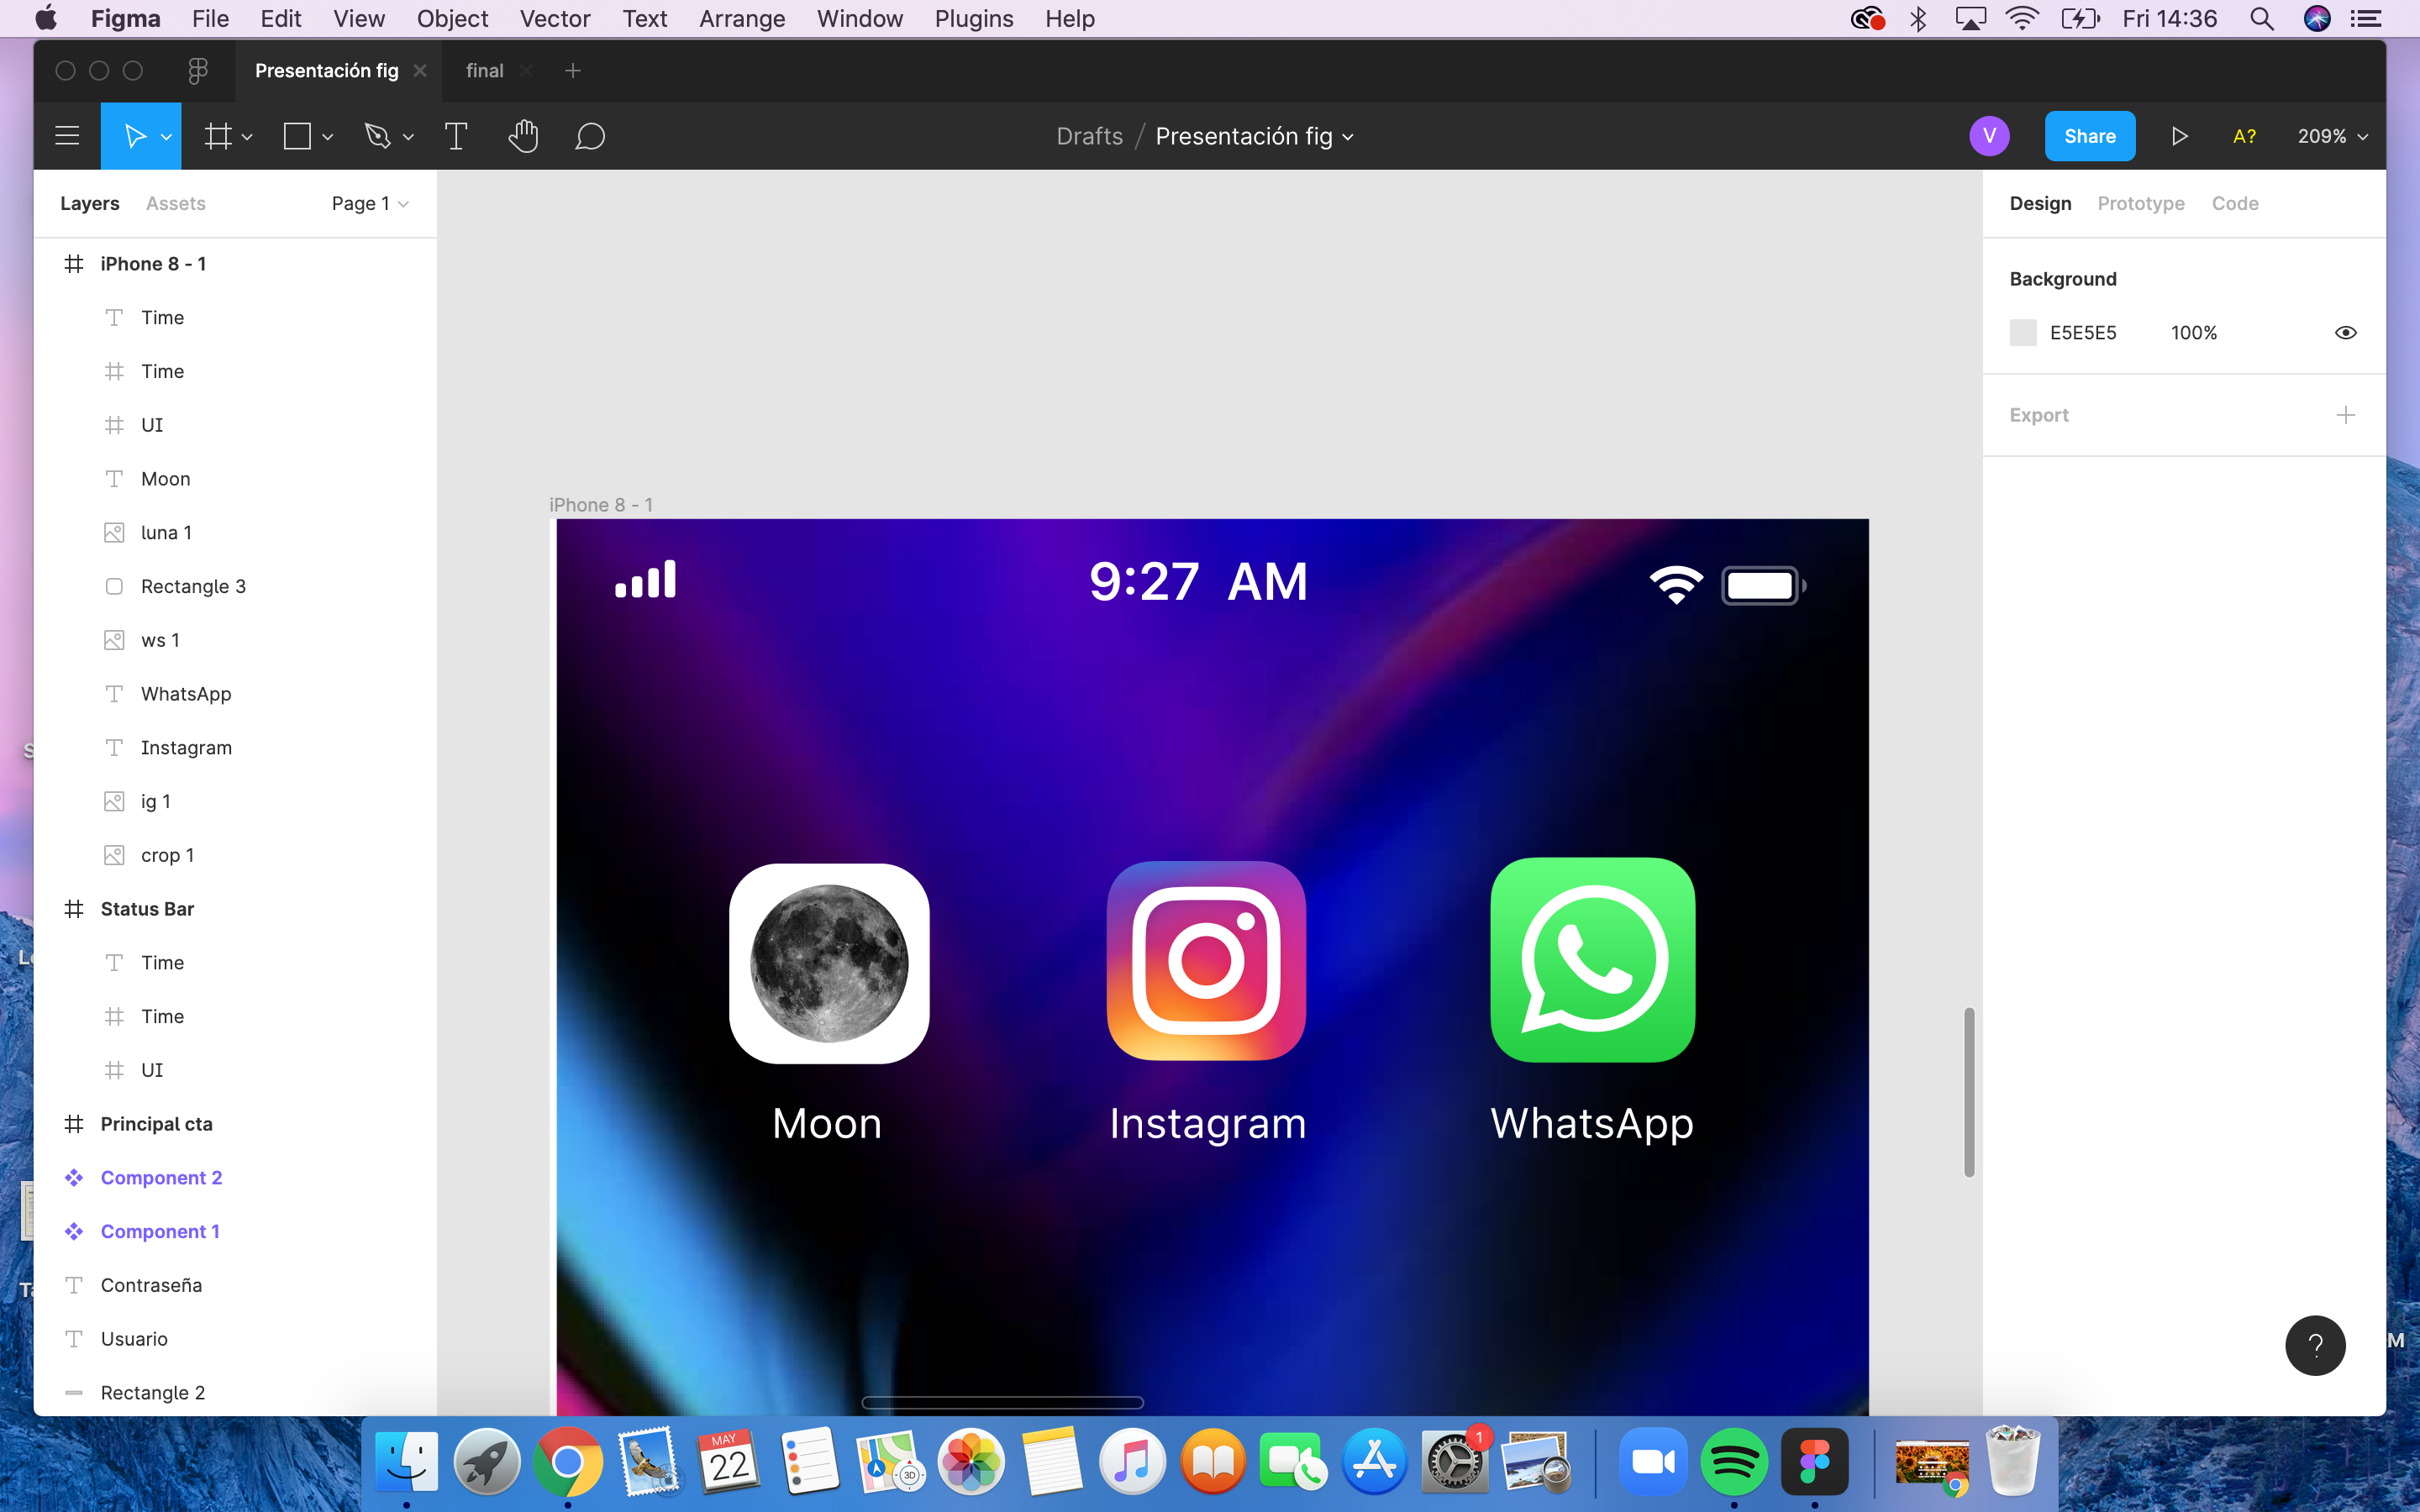 Figma File Edit View Object Vector Text Arrange Window Plugins Help Fri 14:36
Presentación fig final
Drafts / Presentación fig V Share A? 209%
Layers Assets Page 1
Design Prototype Code
iPhone 8 - 1
Time
Time
UI
Moon
luna 1
Rectangle 3
ws 1
WhatsApp
Instagram
ig 1
crop 1
Status Bar
Time
Time
UI
Principal cta
Component 2
Component 1
Contraseña
Usuario
Rectangle 2
iPhone 8 - 1
9:27 AM
Moon Instagram WhatsApp
Background
E5E5E5 100%
Export
?
M
MAY
22
3D
1